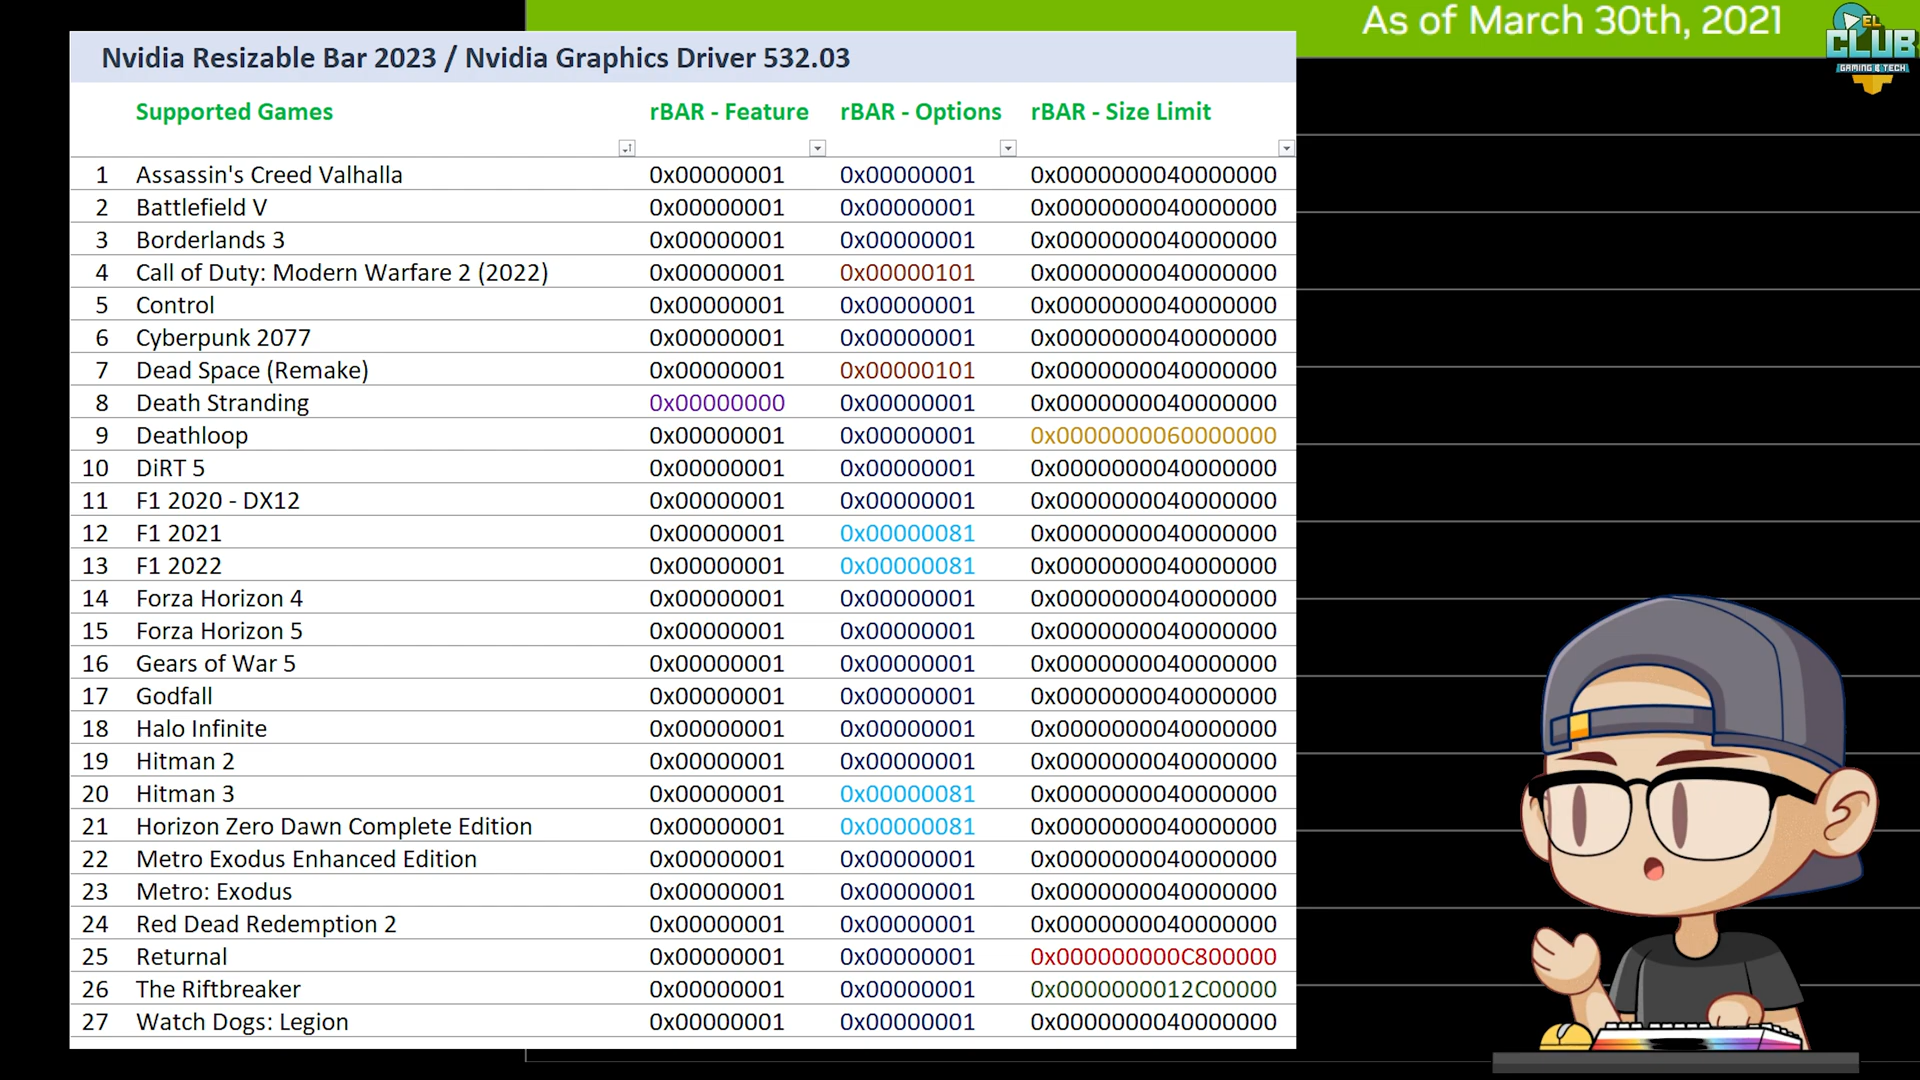 As of March 30th, 2021
EL
CLUB
GAMING & TECH
Nvidia Resizable Bar 2023 / Nvidia Graphics Driver 532.03
Supported Games rBAR - Feature rBAR - Options rBAR - Size Limit
1 Assassin's Creed Valhalla 0x00000001 0x00000001 0x0000000040000000
2 Battlefield V 0x00000001 0x00000001 0x0000000040000000
3 Borderlands 3 0x00000001 0x00000001 0x0000000040000000
4 Call of Duty: Modern Warfare 2 (2022) 0x00000001 0x00000101 0x0000000040000000
5 Control 0x00000001 0x00000001 0x0000000040000000
6 Cyberpunk 2077 0x00000001 0x00000001 0x0000000040000000
7 Dead Space (Remake) 0x00000001 0x00000101 0x0000000040000000
8 Death Stranding 0x00000000 0x00000001 0x0000000040000000
9 Deathloop 0x00000001 0x00000001 0x0000000060000000
10 DiRT 5 0x00000001 0x00000001 0x0000000040000000
11 F1 2020 - DX12 0x00000001 0x00000001 0x0000000040000000
12 F1 2021 0x00000001 0x00000081 0x0000000040000000
13 F1 2022 0x00000001 0x00000081 0x0000000040000000
14 Forza Horizon 4 0x00000001 0x00000001 0x0000000040000000
15 Forza Horizon 5 0x00000001 0x00000001 0x0000000040000000
16 Gears of War 5 0x00000001 0x00000001 0x0000000040000000
17 Godfall 0x00000001 0x00000001 0x0000000040000000
18 Halo Infinite 0x00000001 0x00000001 0x0000000040000000
19 Hitman 2 0x00000001 0x00000001 0x0000000040000000
20 Hitman 3 0x00000001 0x00000081 0x0000000040000000
21 Horizon Zero Dawn Complete Edition 0x00000001 0x00000081 0x0000000040000000
22 Metro Exodus Enhanced Edition 0x00000001 0x00000001 0x0000000040000000
23 Metro: Exodus 0x00000001 0x00000001 0x0000000040000000
24 Red Dead Redemption 2 0x00000001 0x00000001 0x0000000040000000
25 Returnal 0x00000001 0x00000001 0x000000000C800000
26 The Riftbreaker 0x00000001 0x00000001 0x0000000012C00000
27 Watch Dogs: Legion 0x00000001 0x00000001 0x0000000040000000